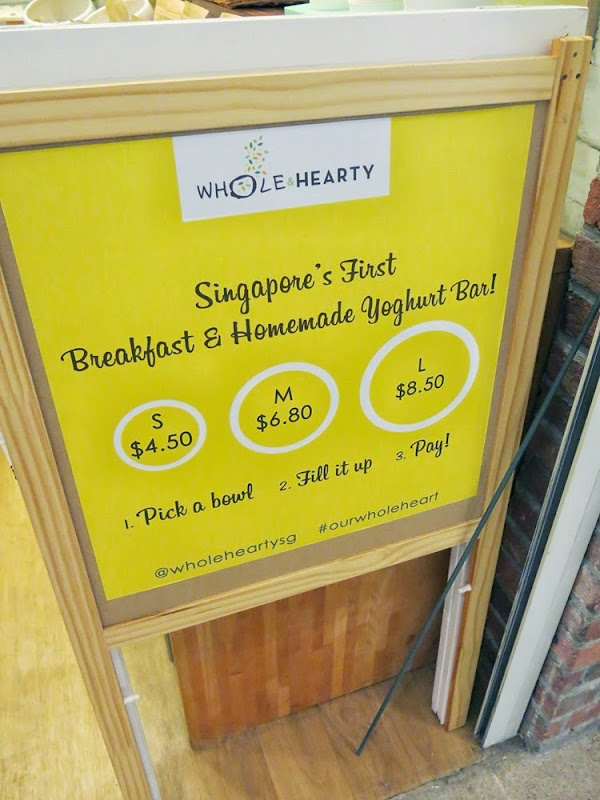 WHOLE & HEARTY
Singapore's First
Breakfast & Homemade Yoghurt Bar!
S
$4.50
M
$6.80
L
$8.50
1. Pick a bowl 2. Fill it up 3. Pay!
@wholeheartysg #ourwholeheart